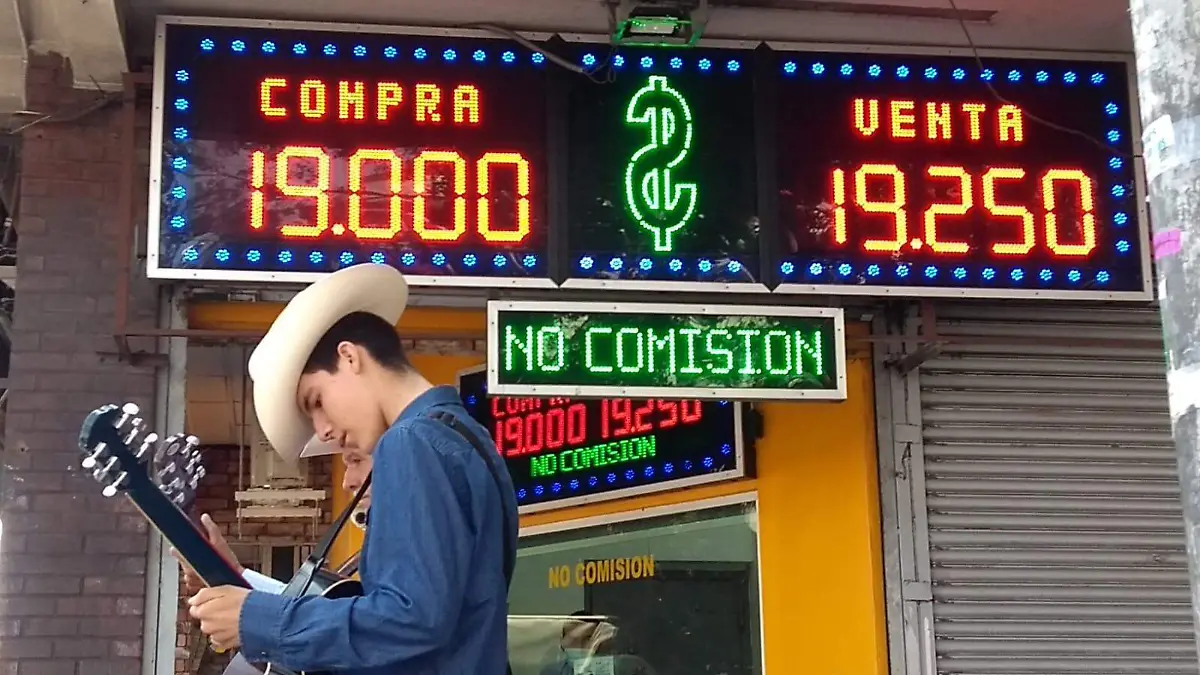 COMPRA
19.000
$
VENTA
19.250
NO COMISION
19.000 19.250
NO COMISION
NO COMISION